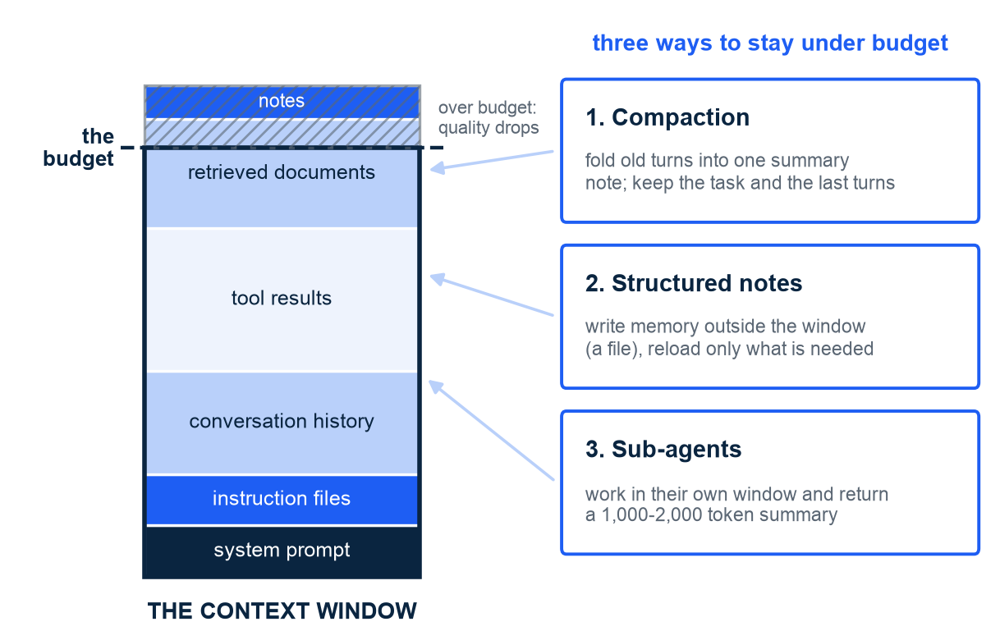 three ways to stay under budget
notes
over budget:
quality drops
the
budget
retrieved documents
tool results
conversation history
instruction files
system prompt
THE CONTEXT WINDOW
1. Compaction
fold old turns into one summary
note; keep the task and the last turns
2. Structured notes
write memory outside the window
(a file), reload only what is needed
3. Sub-agents
work in their own window and return
a 1,000-2,000 token summary